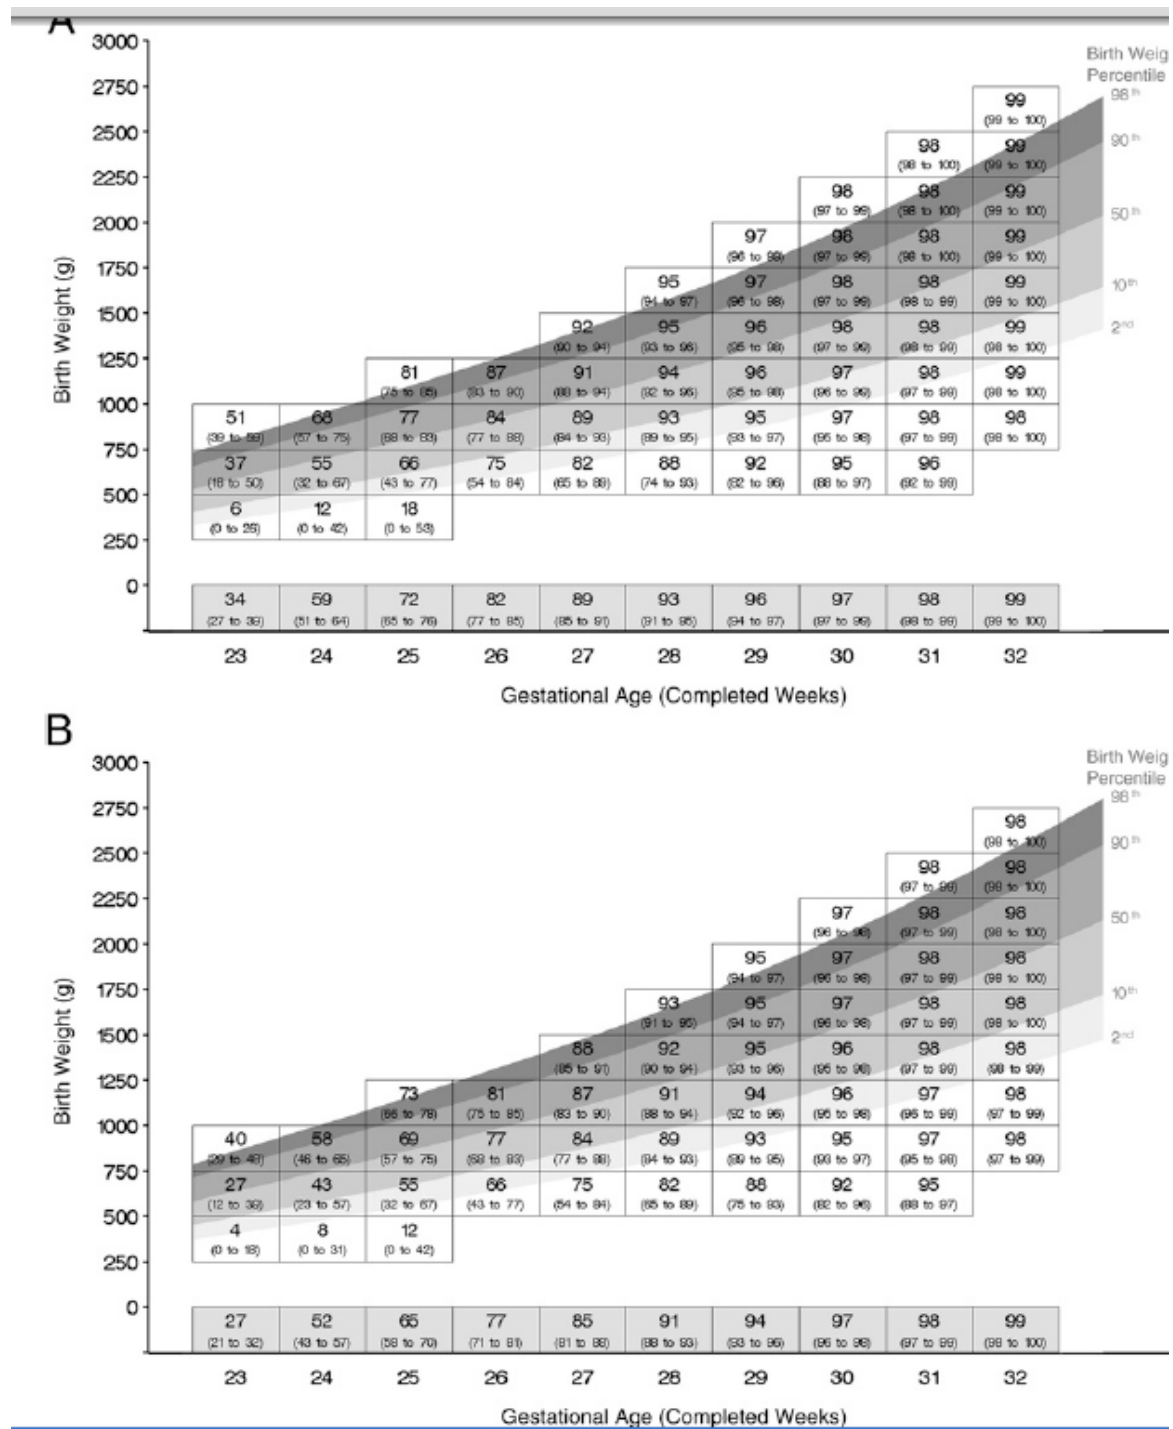 A
3000
Birth Weig
Percentile
98th
2750
99
(99 to 100)
90th
2500
98 99
(98 to 100) (99 to 100)
2250
98 98 99
(97 to 99) (98 to 100) (99 to 100)
50th
2000
97 98 98 99
(96 to 99) (97 to 99) (98 to 100) (99 to 100)
1750
95 97 98 98 99
(94 to 97) (96 to 98) (97 to 99) (98 to 99) (99 to 100)
10th
1500
92 95 96 98 98 99
(90 to 94) (93 to 96) (95 to 98) (97 to 99) (98 to 99) (98 to 100)
2nd
1250
81 87 91 94 96 97 98 99
(75 to 85) (83 to 90) (88 to 94) (92 to 96) (95 to 98) (96 to 99) (97 to 99) (98 to 100)
1000
51 68 77 84 89 93 95 97 98 98
(39 to 59) (57 to 75) (68 to 83) (77 to 88) (84 to 93) (89 to 95) (93 to 97) (95 to 98) (97 to 99) (98 to 100)
750
37 55 66 75 82 88 92 95 96
(18 to 50) (32 to 67) (43 to 77) (54 to 84) (65 to 89) (74 to 93) (82 to 96) (88 to 97) (92 to 99)
500
6 12 18
(0 to 26) (0 to 42) (0 to 53)
250
0
Birth Weight (g)
34 59 72 82 89 93 96 97 98 99
(27 to 39) (51 to 64) (65 to 76) (77 to 85) (85 to 91) (91 to 95) (94 to 97) (97 to 99) (98 to 99) (99 to 100)
23 24 25 26 27 28 29 30 31 32
Gestational Age (Completed Weeks)
B
3000
Birth Weig
Percentile
98th
2750
98
(98 to 100)
90th
2500
98 98
(97 to 99) (98 to 100)
2250
97 98 98
(96 to 98) (97 to 99) (98 to 100)
50th
2000
95 97 98 98
(94 to 97) (96 to 98) (97 to 99) (98 to 100)
1750
93 95 97 98 98
(91 to 95) (94 to 97) (96 to 98) (97 to 99) (98 to 100)
10th
1500
88 92 95 96 98 98
(85 to 91) (90 to 94) (93 to 96) (95 to 98) (97 to 99) (98 to 99)
2nd
1250
73 81 87 91 94 96 97 98
(66 to 78) (75 to 85) (83 to 90) (88 to 94) (92 to 96) (95 to 98) (96 to 99) (97 to 99)
1000
40 58 69 77 84 89 93 95 97 98
(29 to 48) (46 to 65) (57 to 75) (68 to 83) (77 to 88) (84 to 93) (89 to 95) (93 to 97) (95 to 98) (97 to 99)
750
27 43 55 66 75 82 88 92 95
(12 to 39) (23 to 57) (32 to 67) (43 to 77) (54 to 84) (65 to 89) (75 to 93) (82 to 96) (88 to 97)
500
4 8 12
(0 to 18) (0 to 31) (0 to 42)
250
0
Birth Weight (g)
27 52 65 77 85 91 94 97 98 99
(21 to 32) (43 to 57) (58 to 70) (71 to 81) (81 to 88) (88 to 93) (93 to 96) (96 to 98) (97 to 99) (98 to 100)
23 24 25 26 27 28 29 30 31 32
Gestational Age (Completed Weeks)